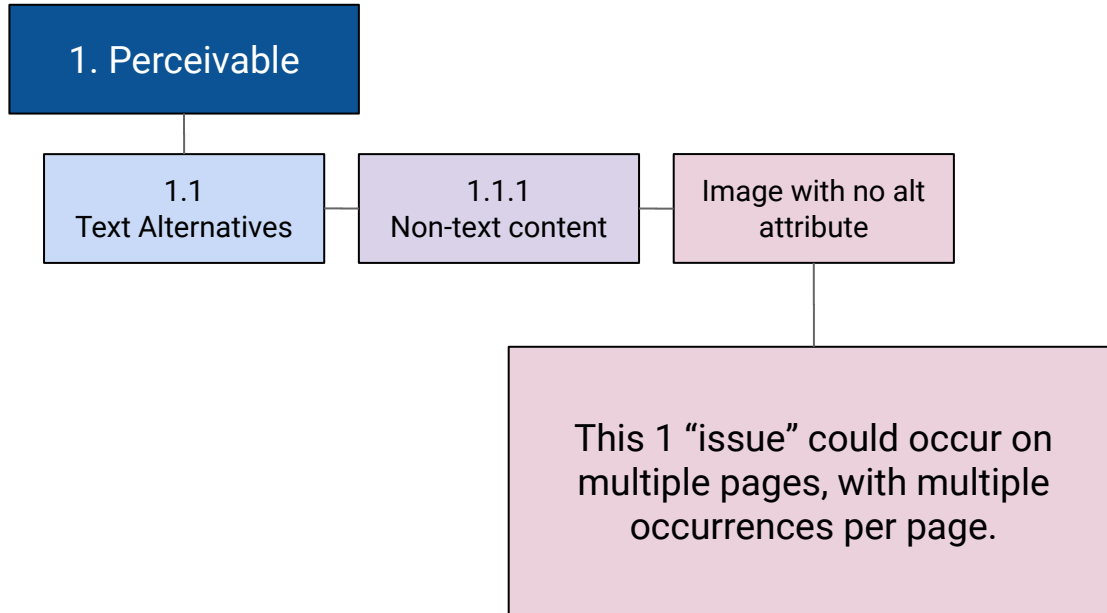 1. Perceivable
1.1
Text Alternatives
1.1.1
Non-text content
Image with no alt
attribute
This 1 “issue” could occur on
multiple pages, with multiple
occurrences per page.